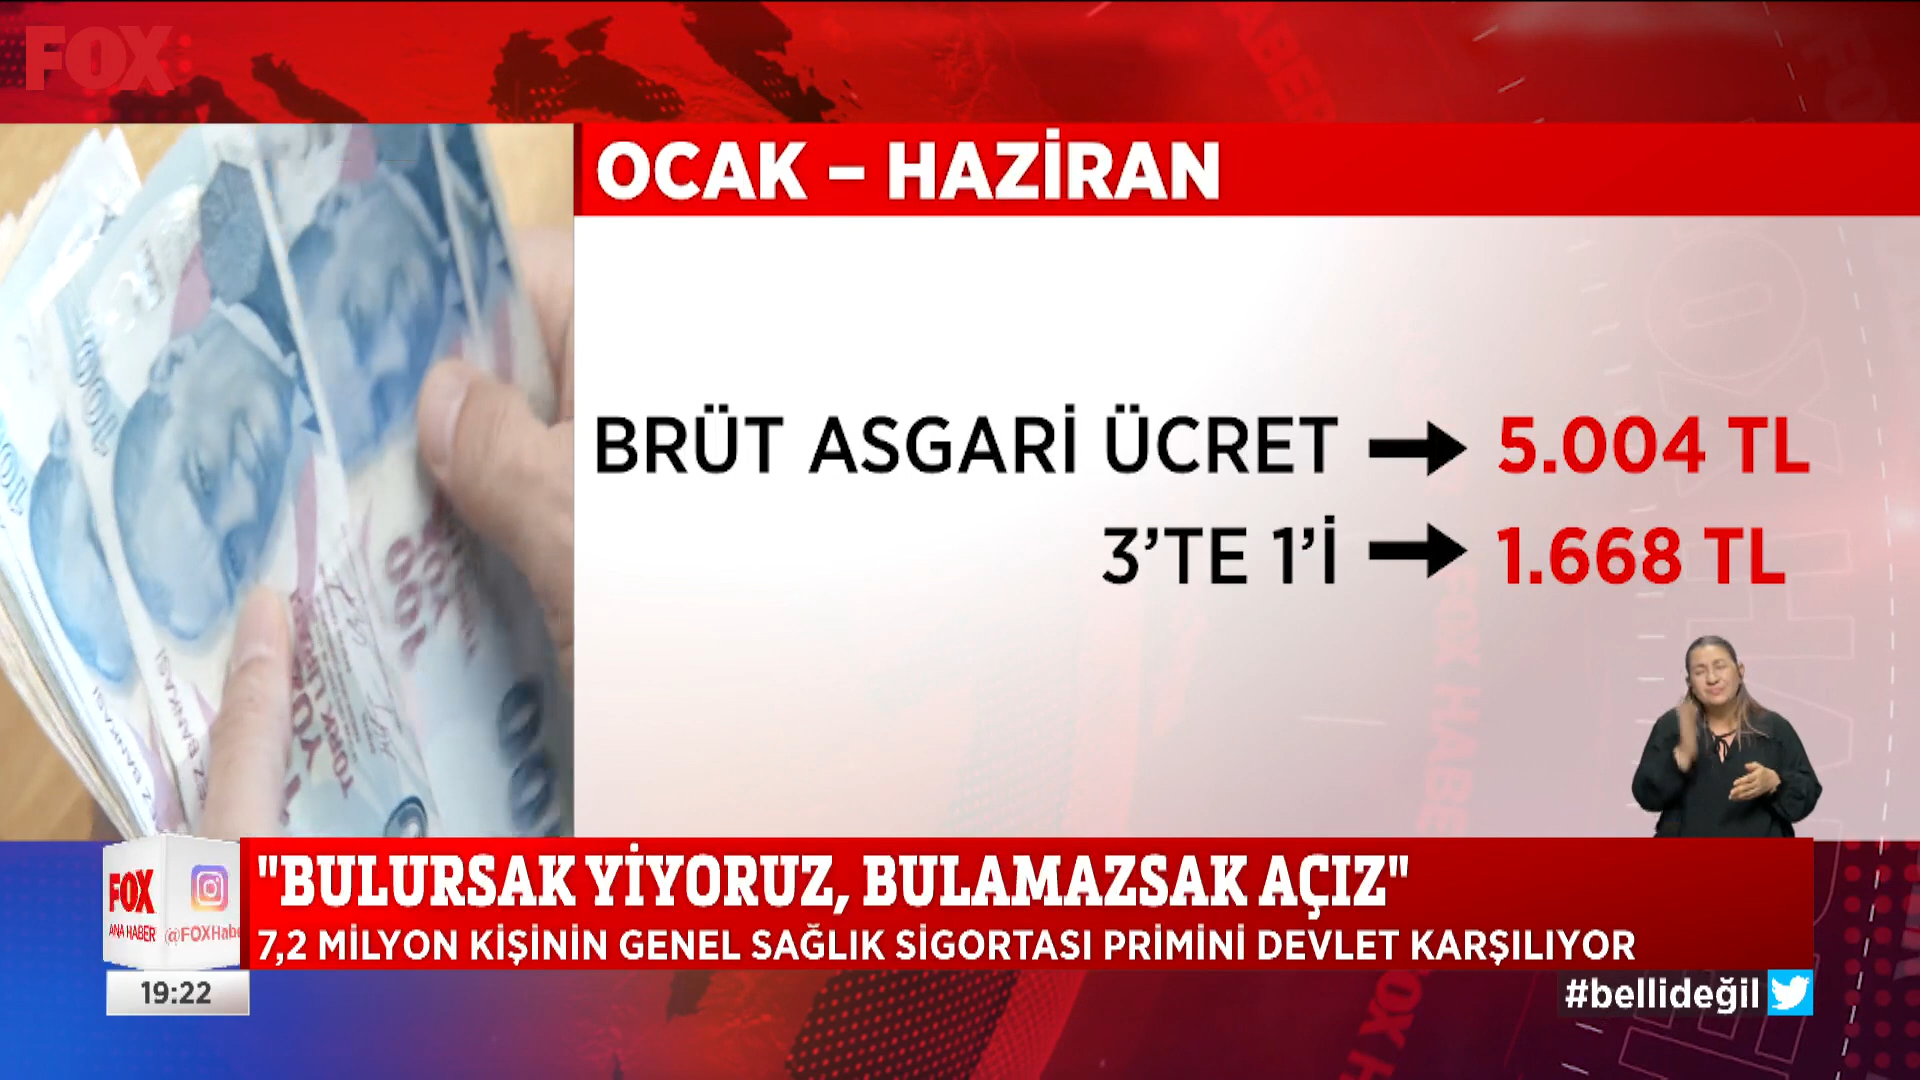 FOX
OCAK – HAZİRAN
BRÜT ASGARİ ÜCRET → 5.004 TL
3'TE 1'İ → 1.668 TL
"BULURSAK YİYORUZ, BULAMAZSAK AÇIZ"
7,2 MİLYON KİŞİNİN GENEL SAĞLIK SİGORTASI PRİMİNİ DEVLET KARŞILIYOR
FOX
ANA HABER
@FOXHabe
19:22
#bellideğil